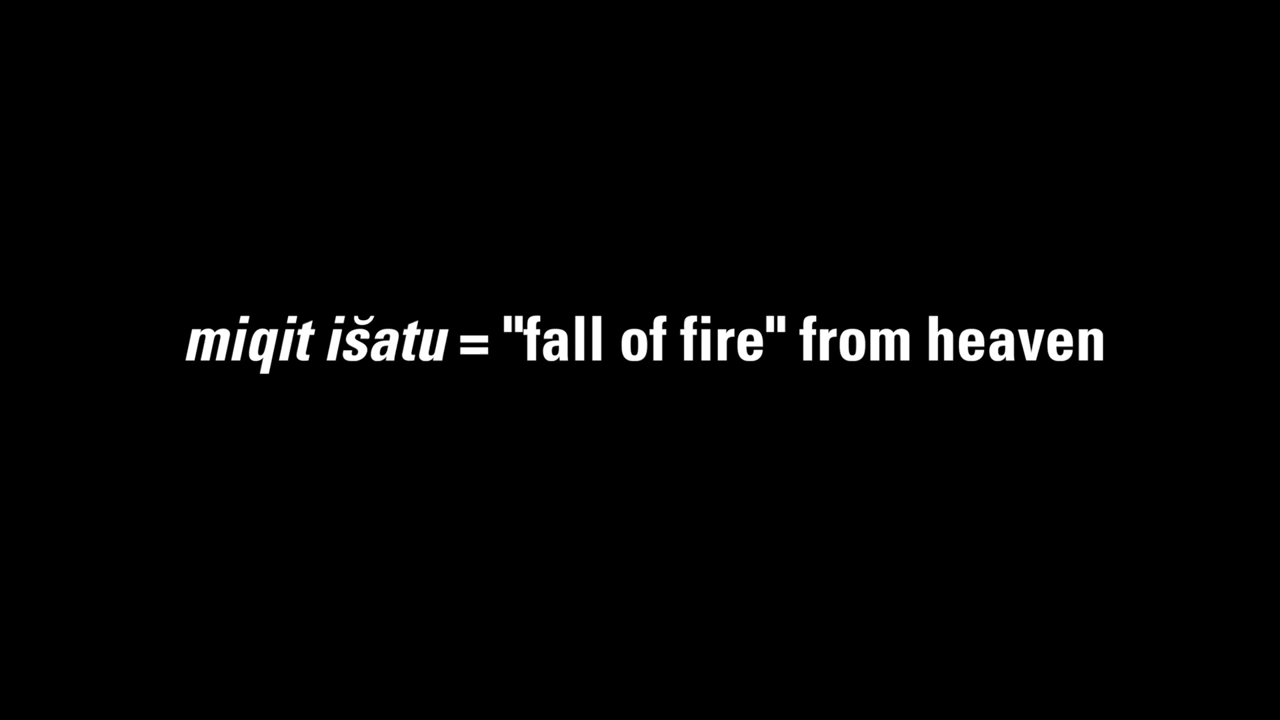 miqit išatu = "fall of fire" from heaven